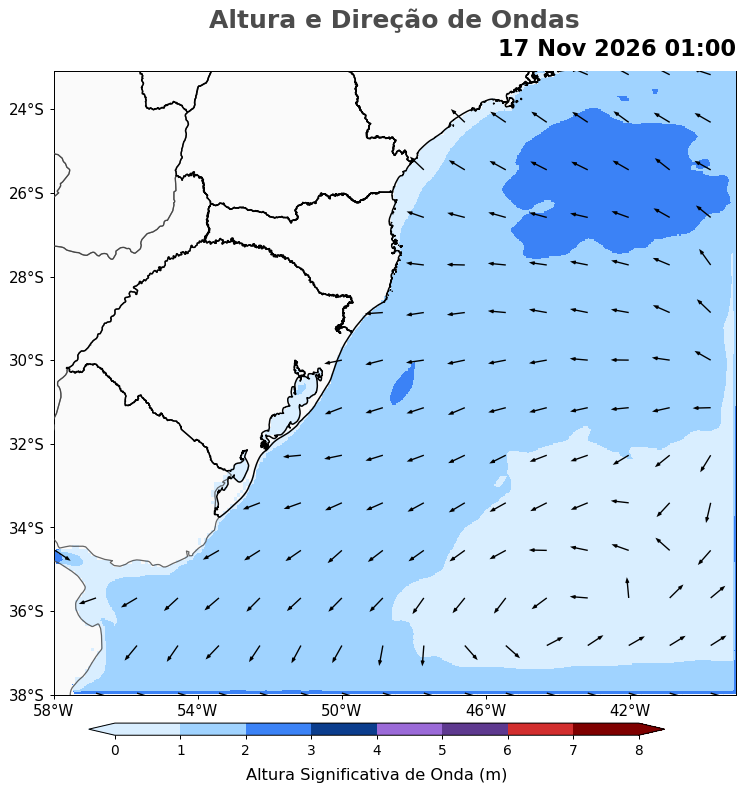 Altura e Direção de Ondas
17 Nov 2026 01:00
24°S
26°S
28°S
30°S
32°S
34°S
36°S
38°S
58°W 54°W 50°W 46°W 42°W
0 1 2 3 4 5 6 7 8
Altura Significativa de Onda (m)